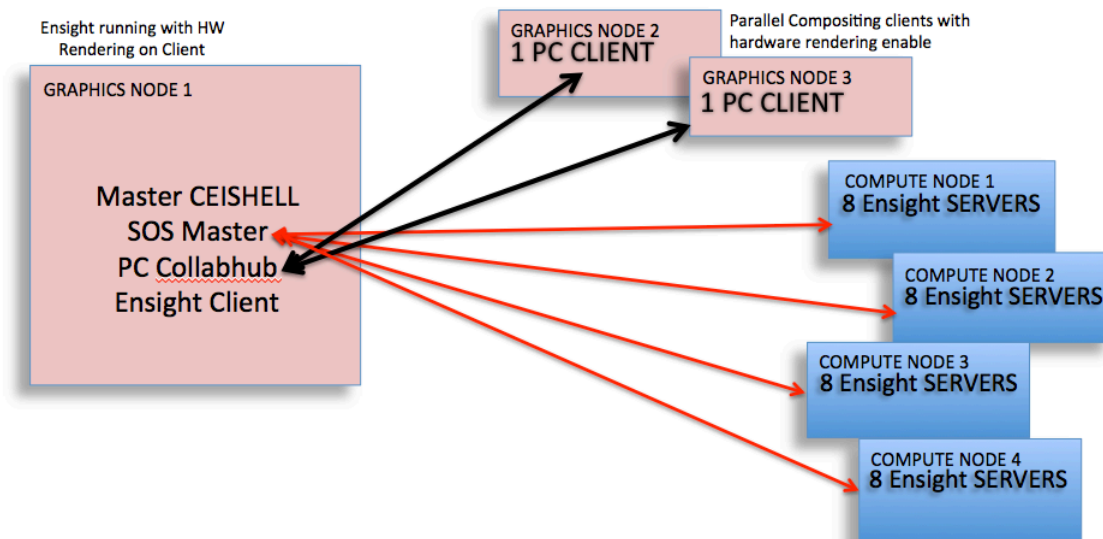 Ensight running with HW
Rendering on Client
GRAPHICS NODE 1
Master CEISHELL
SOS Master
PC Collabhub
Ensight Client
GRAPHICS NODE 2
1 PC CLIENT
Parallel Compositing clients with
hardware rendering enable
GRAPHICS NODE 3
1 PC CLIENT
COMPUTE NODE 1
8 Ensight SERVERS
COMPUTE NODE 2
8 Ensight SERVERS
COMPUTE NODE 3
8 Ensight SERVERS
COMPUTE NODE 4
8 Ensight SERVERS